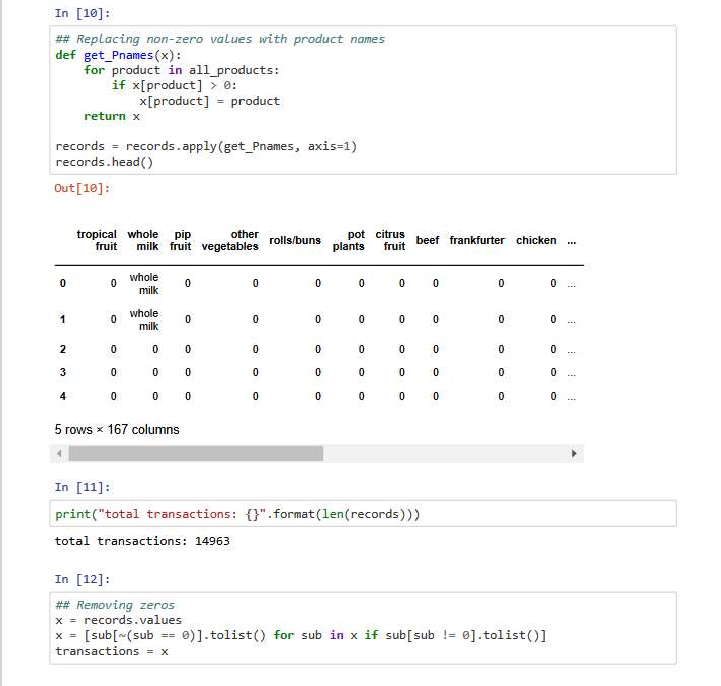 In [10]:
## Replacing non-zero values with product names
def get_Pnames(x):
    for product in all_products:
        if x[product] > 0:
            x[product] = product
    return x
records = records.apply(get_Pnames, axis=1)
records.head()
Out[10]:
tropical fruit whole milk pip fruit other vegetables rolls/buns pot plants citrus fruit beef frankfurter chicken ...
0 0 whole milk 0 0 0 0 0 0 0 0 ...
1 0 whole milk 0 0 0 0 0 0 0 0 ...
2 0 0 0 0 0 0 0 0 0 0 ...
3 0 0 0 0 0 0 0 0 0 0 ...
4 0 0 0 0 0 0 0 0 0 0 ...
5 rows × 167 columns
In [11]:
print("total transactions: {}".format(len(records)))
total transactions: 14963
In [12]:
## Removing zeros
x = records.values
x = [sub[~(sub == 0)].tolist() for sub in x if sub[sub != 0].tolist()]
transactions = x